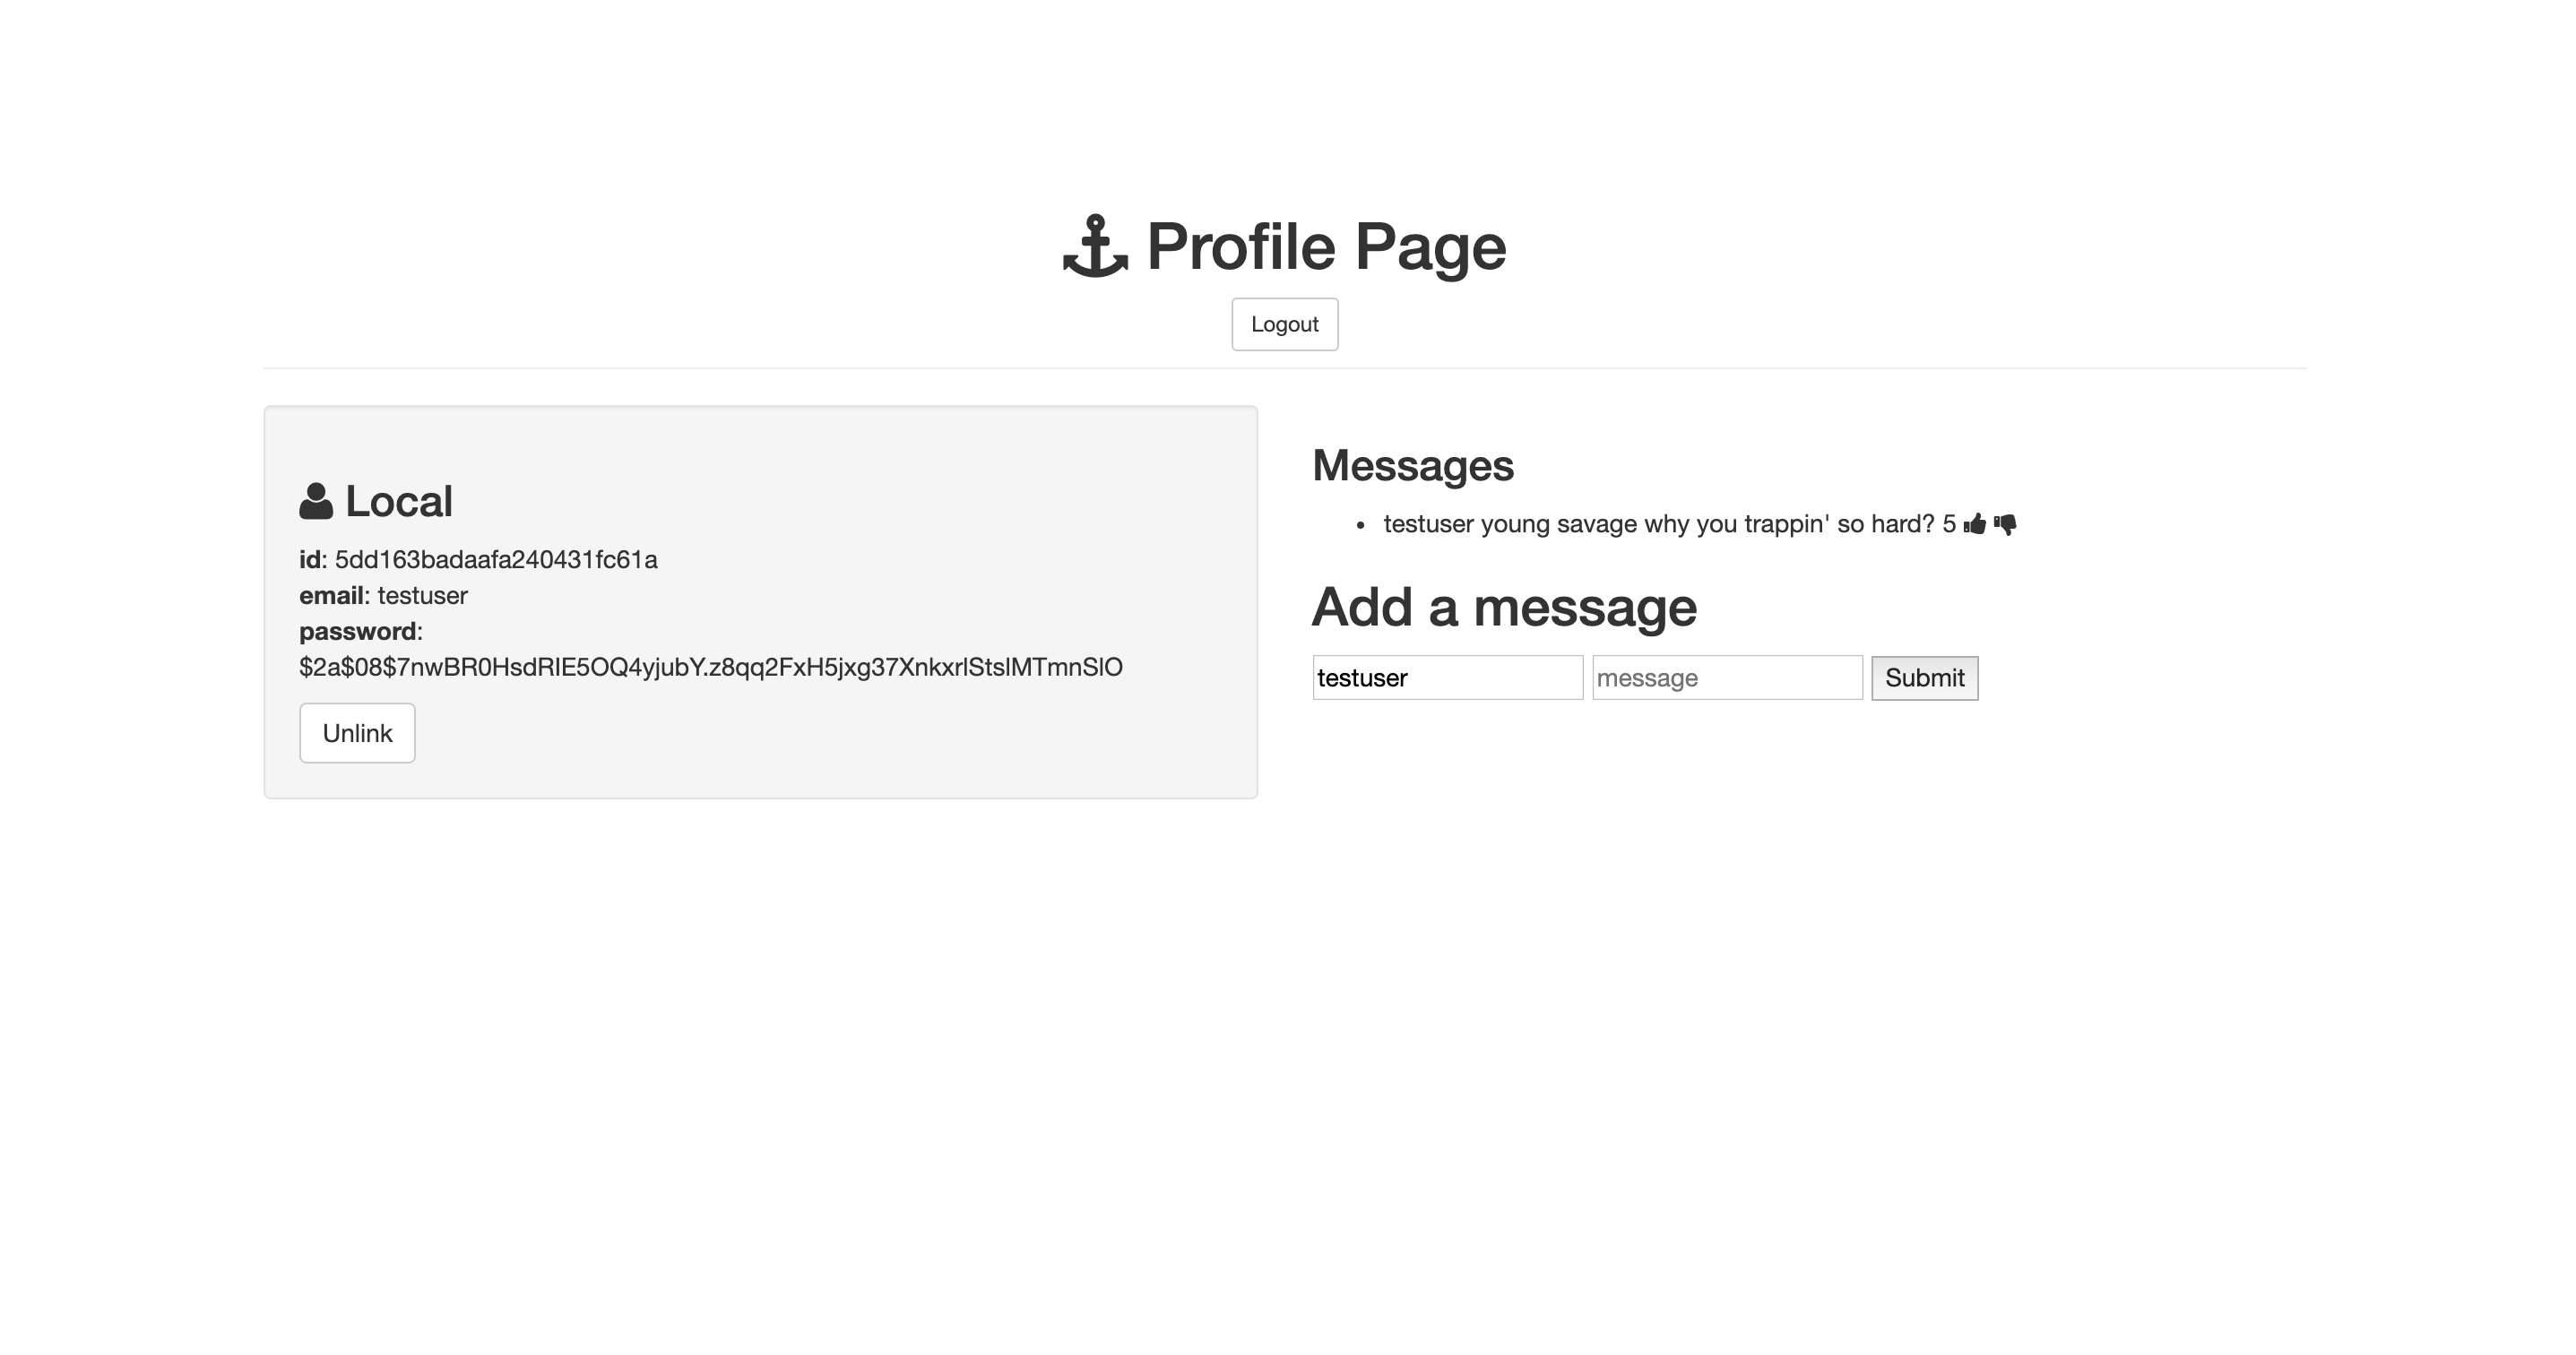 Profile Page
Logout
Local
id: 5dd163badaafa240431fc61a
email: testuser
password:
$2a$08$7nwBR0HsdRIE5OQ4yjubY.z8qq2FxH5jxg37XnkxrlStslMTmnSlO
Unlink
Messages
testuser young savage why you trappin' so hard? 5
Add a message
testuser message Submit